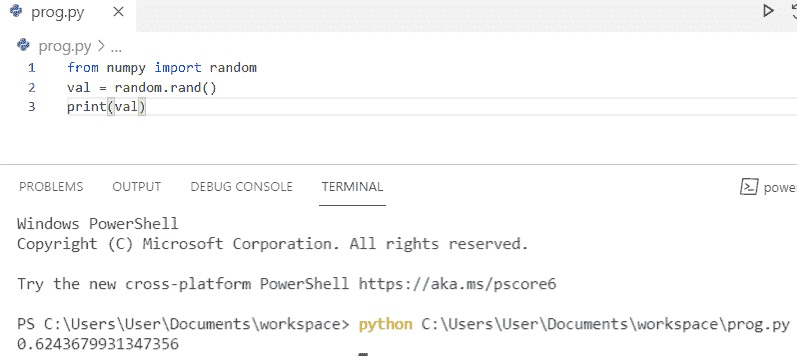 prog.py
prog.py > ...
1 from numpy import random
2 val = random.rand()
3 print(val)
PROBLEMS OUTPUT DEBUG CONSOLE TERMINAL power
Windows PowerShell
Copyright (C) Microsoft Corporation. All rights reserved.
Try the new cross-platform PowerShell https://aka.ms/pscore6
PS C:\Users\User\Documents\workspace> python C:\Users\User\Documents\workspace\prog.py
0.6243679931347356